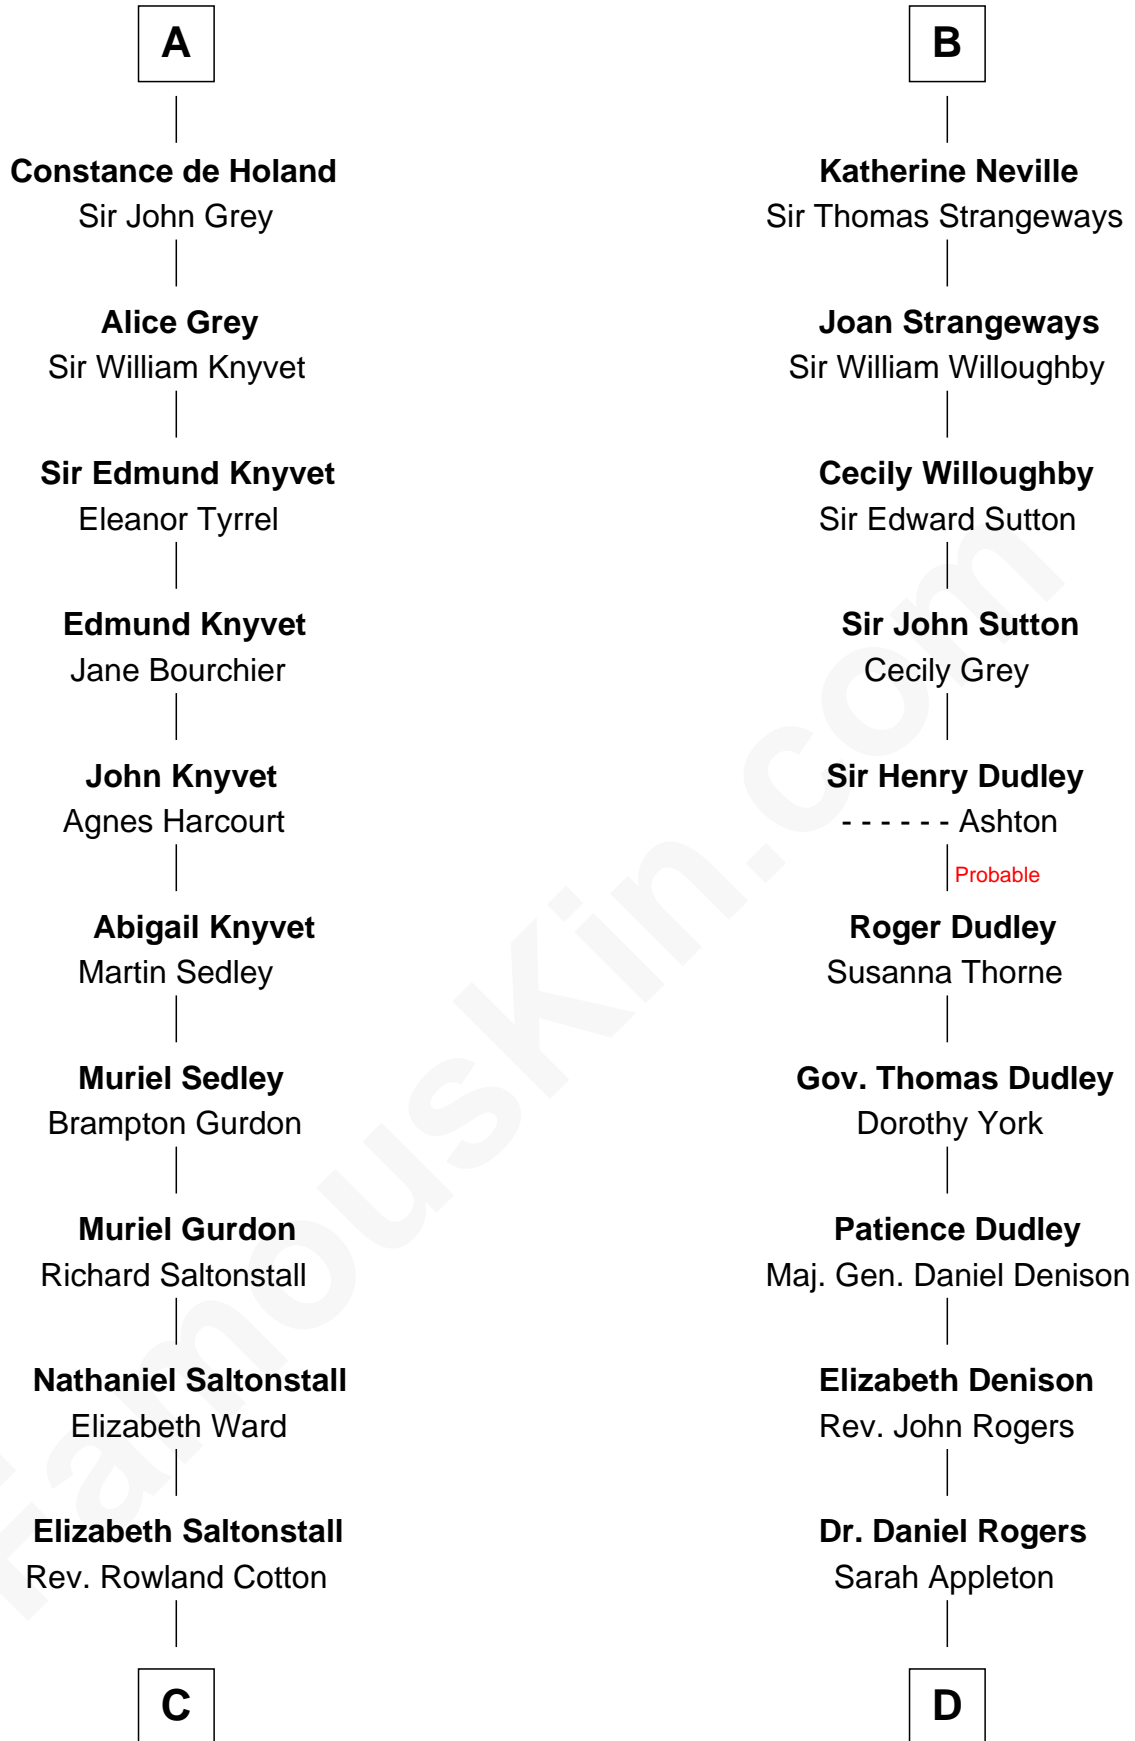 A
Constance de Holand
Sir John Grey
Alice Grey
Sir William Knyvet
Sir Edmund Knyvet
Eleanor Tyrrel
Edmund Knyvet
Jane Bourchier
John Knyvet
Agnes Harcourt
Abigail Knyvet
Martin Sedley
Muriel Sedley
Brampton Gurdon
Muriel Gurdon
Richard Saltonstall
Nathaniel Saltonstall
Elizabeth Ward
Elizabeth Saltonstall
Rev. Rowland Cotton
C
B
Katherine Neville
Sir Thomas Strangeways
Joan Strangeways
Sir William Willoughby
Cecily Willoughby
Sir Edward Sutton
Sir John Sutton
Cecily Grey
Sir Henry Dudley
- - - - - - Ashton
Probable
Roger Dudley
Susanna Thorne
Gov. Thomas Dudley
Dorothy York
Patience Dudley
Maj. Gen. Daniel Denison
Elizabeth Denison
Rev. John Rogers
Dr. Daniel Rogers
Sarah Appleton
D
FamousKin.com